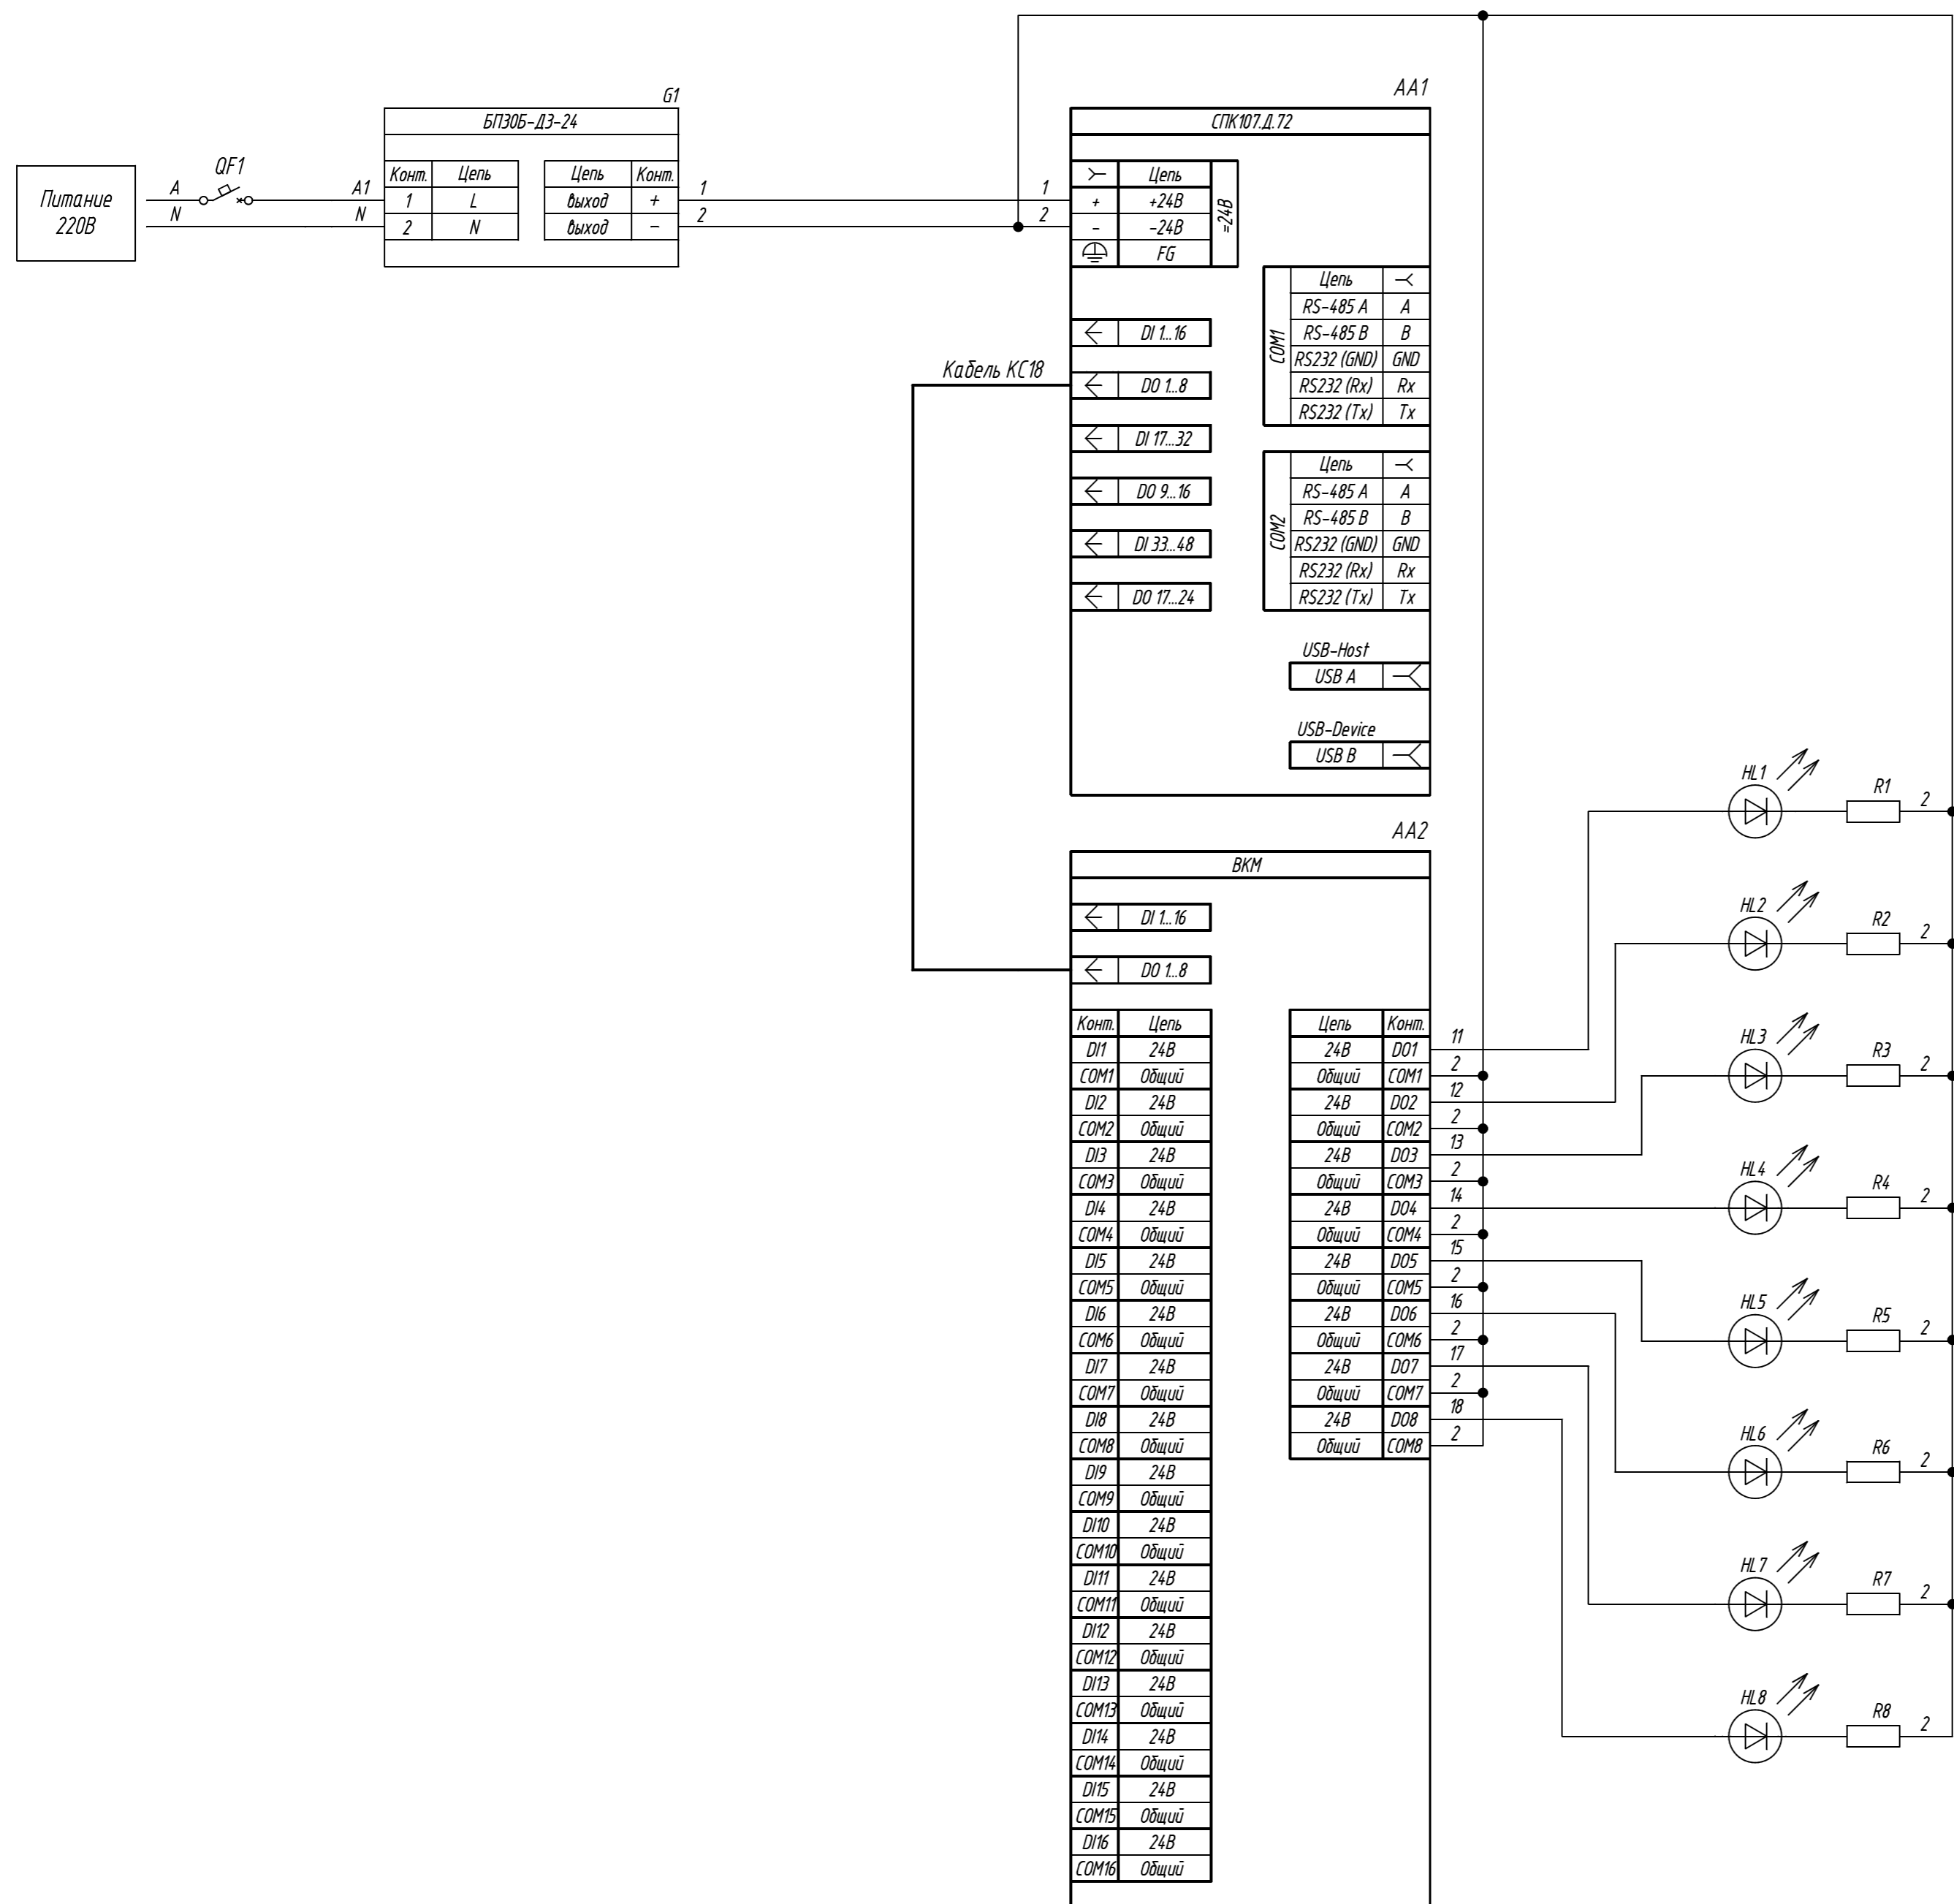 G1
БП30Б-Д3-24
Питание
220В
A
N
QF1
A1
N
Конт. Цепь
1 L
2 N
Цепь Конт.
выход +
выход −
1
2
AA1
СПК107.Д.72
1
2
Цепь
+ +24В
- -24В
FG
=24В
DI 1...16
DO 1...8
DI 17...32
DO 9...16
DI 33...48
DO 17...24
Кабель КС18
COM1
Цепь
RS-485 A A
RS-485 B B
RS232 (GND) GND
RS232 (Rx) Rx
RS232 (Tx) Tx
COM2
Цепь
RS-485 A A
RS-485 B B
RS232 (GND) GND
RS232 (Rx) Rx
RS232 (Tx) Tx
USB-Host
USB A
USB-Device
USB B
AA2
ВКМ
DI 1...16
DO 1...8
Конт. Цепь
DI1 24В
COM1 Общий
DI2 24В
COM2 Общий
DI3 24В
COM3 Общий
DI4 24В
COM4 Общий
DI5 24В
COM5 Общий
DI6 24В
COM6 Общий
DI7 24В
COM7 Общий
DI8 24В
COM8 Общий
DI9 24В
COM9 Общий
DI10 24В
COM10 Общий
DI11 24В
COM11 Общий
DI12 24В
COM12 Общий
DI13 24В
COM13 Общий
DI14 24В
COM14 Общий
DI15 24В
COM15 Общий
DI16 24В
COM16 Общий
Цепь Конт.
24В DO1 11
Общий COM1 2
24В DO2 12
Общий COM2 2
24В DO3 13
Общий COM3 2
24В DO4 14
Общий COM4 2
24В DO5 15
Общий COM5 2
24В DO6 16
Общий COM6 2
24В DO7 17
Общий COM7 2
24В DO8 18
Общий COM8 2
HL1 R1 2
HL2 R2 2
HL3 R3 2
HL4 R4 2
HL5 R5 2
HL6 R6 2
HL7 R7 2
HL8 R8 2